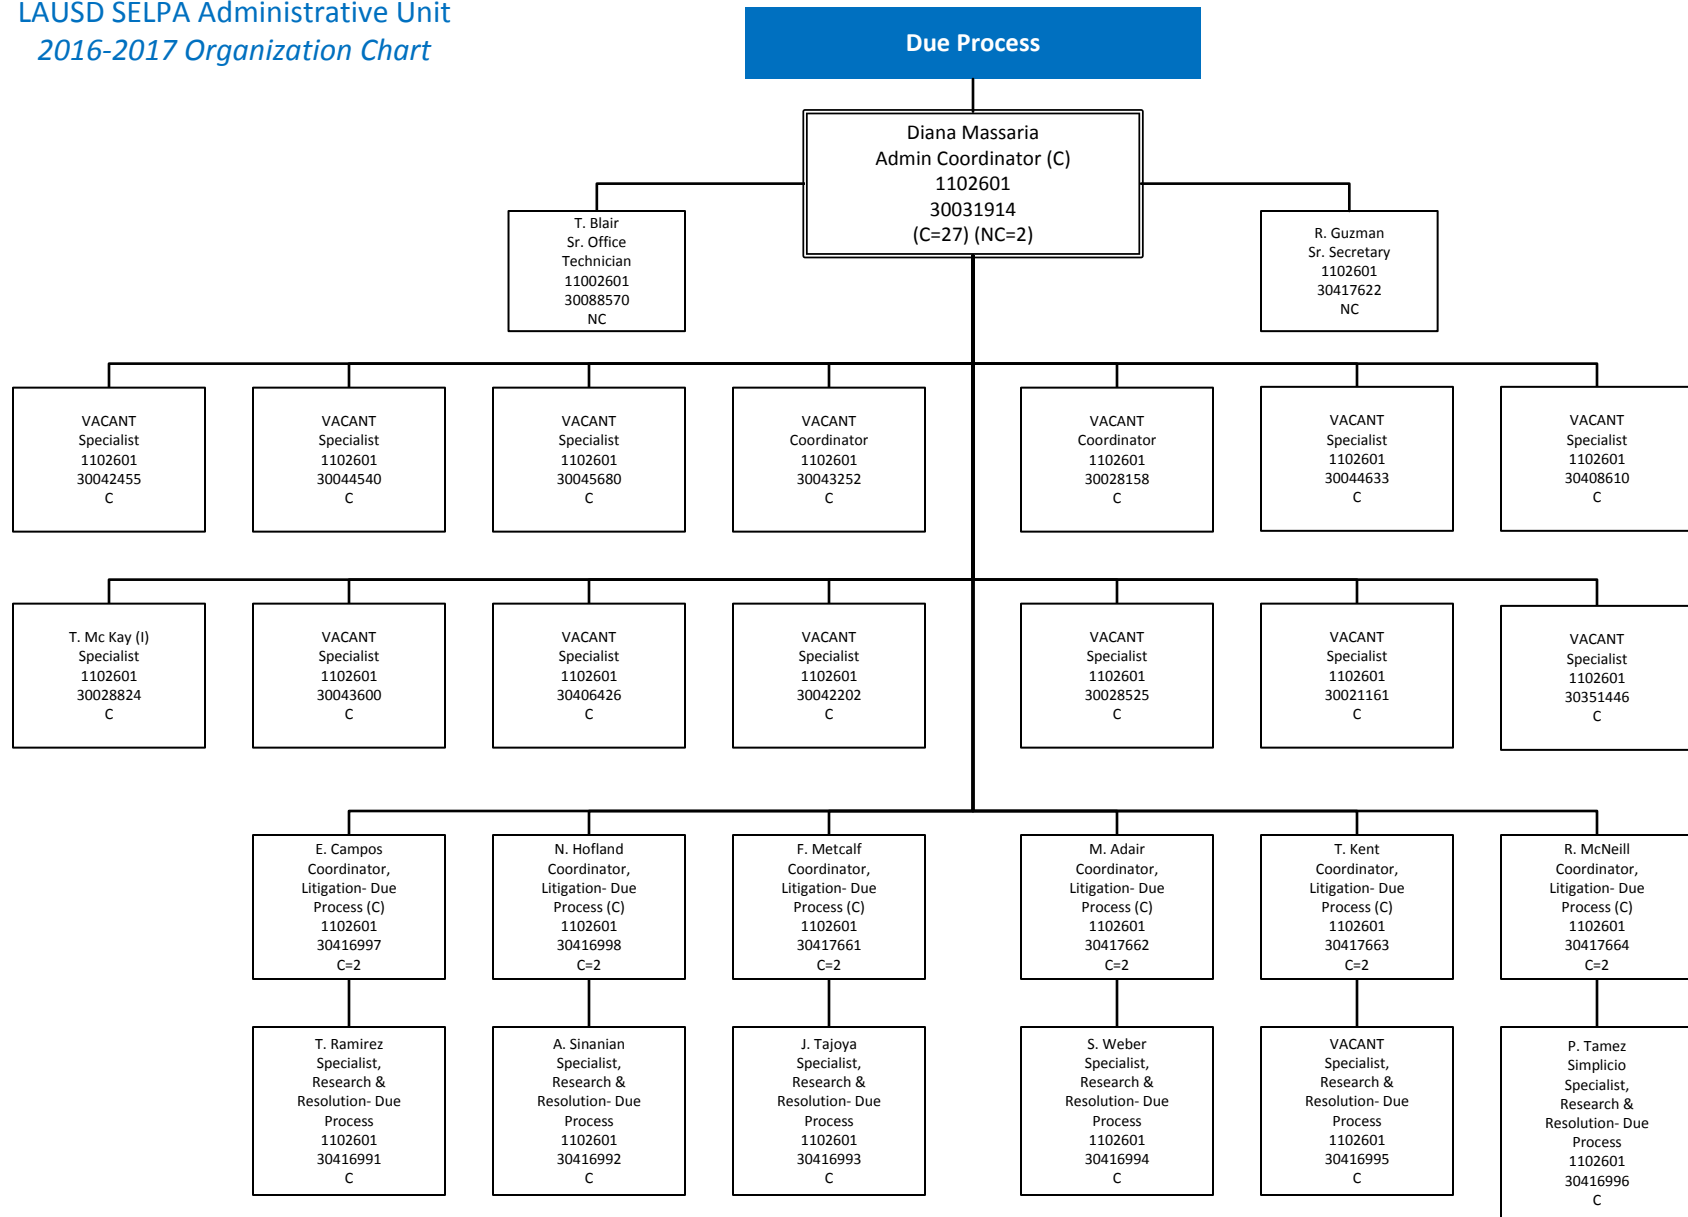 LAUSD SELPA Administrative Unit
2016-2017 Organization Chart
Due Process
Diana Massaria
Admin Coordinator (C)
1102601
30031914
(C=27) (NC=2)
T. Blair
Sr. Office
Technician
11002601
30088570
NC
R. Guzman
Sr. Secretary
1102601
30417622
NC
VACANT
Specialist
1102601
30042455
C
VACANT
Specialist
1102601
30044540
C
VACANT
Specialist
1102601
30045680
C
VACANT
Coordinator
1102601
30043252
C
VACANT
Coordinator
1102601
30028158
C
VACANT
Specialist
1102601
30044633
C
VACANT
Specialist
1102601
30408610
C
T. Mc Kay (I)
Specialist
1102601
30028824
C
VACANT
Specialist
1102601
30043600
C
VACANT
Specialist
1102601
30406426
C
VACANT
Specialist
1102601
30042202
C
VACANT
Specialist
1102601
30028525
C
VACANT
Specialist
1102601
30021161
C
VACANT
Specialist
1102601
30351446
C
E. Campos
Coordinator,
Litigation- Due
Process (C)
1102601
30416997
C=2
N. Hofland
Coordinator,
Litigation- Due
Process (C)
1102601
30416998
C=2
F. Metcalf
Coordinator,
Litigation- Due
Process (C)
1102601
30417661
C=2
M. Adair
Coordinator,
Litigation- Due
Process (C)
1102601
30417662
C=2
T. Kent
Coordinator,
Litigation- Due
Process (C)
1102601
30417663
C=2
R. McNeill
Coordinator,
Litigation- Due
Process (C)
1102601
30417664
C=2
T. Ramirez
Specialist,
Research &
Resolution- Due
Process
1102601
30416991
C
A. Sinanian
Specialist,
Research &
Resolution- Due
Process
1102601
30416992
C
J. Tajoya
Specialist,
Research &
Resolution- Due
Process
1102601
30416993
C
S. Weber
Specialist,
Research &
Resolution- Due
Process
1102601
30416994
C
VACANT
Specialist,
Research &
Resolution- Due
Process
1102601
30416995
C
P. Tamez
Simplicio
Specialist,
Research &
Resolution- Due
Process
1102601
30416996
C